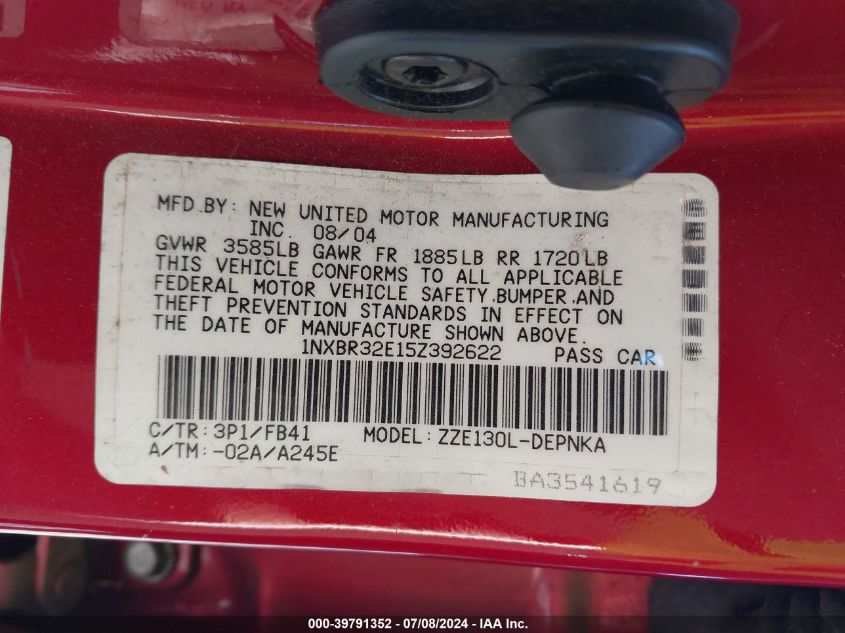 MFD.BY: NEW UNITED MOTOR MANUFACTURING
INC. 08/04
GVWR 3585LB GAWR FR 1885LB RR 1720LB
THIS VEHICLE CONFORMS TO ALL APPLICABLE
FEDERAL MOTOR VEHICLE SAFETY.BUMPER.AND
THEFT PREVENTION STANDARDS IN EFFECT ON
THE DATE OF MANUFACTURE SHOWN ABOVE.
1NXBR32E15Z392622 PASS CAR
C/TR: 3P1/FB41 MODEL: ZZE130L-DEPNKA
A/TM: -02A/A245E
BA3541619
000-39791352 - 07/08/2024 - IAA Inc.